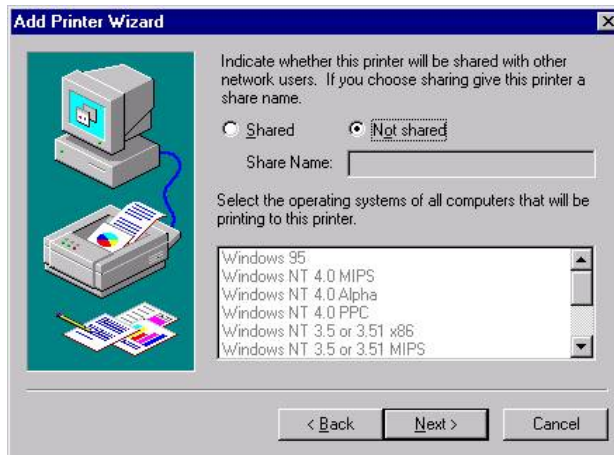 Add Printer Wizard
Indicate whether this printer will be shared with other
network users. If you choose sharing give this printer a
share name.
Shared Not shared
Share Name:
Select the operating systems of all computers that will be
printing to this printer.
Windows 95
Windows NT 4.0 MIPS
Windows NT 4.0 Alpha
Windows NT 4.0 PPC
Windows NT 3.5 or 3.51 x86
Windows NT 3.5 or 3.51 MIPS
< Back Next > Cancel